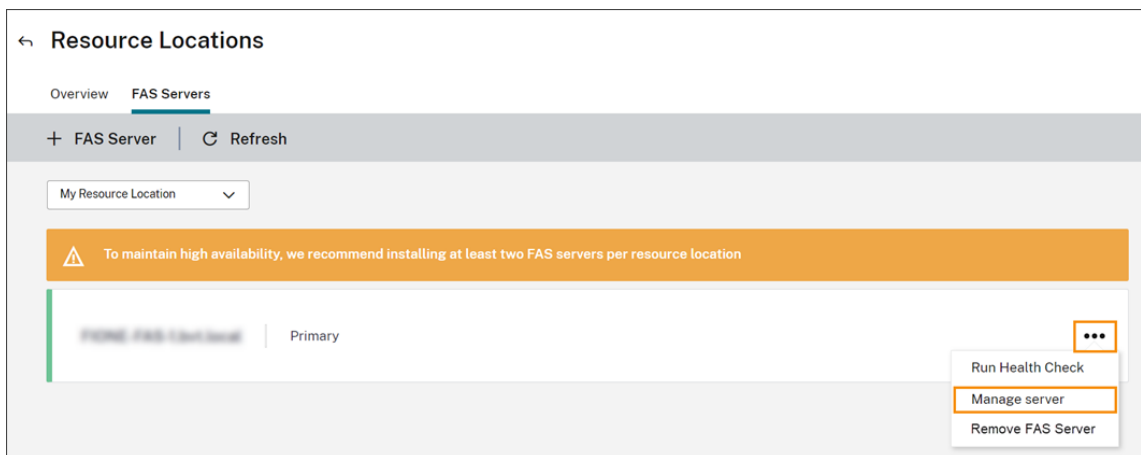 Resource Locations
Overview FAS Servers
+ FAS Server Refresh
My Resource Location
To maintain high availability, we recommend installing at least two FAS servers per resource location
Primary
Run Health Check
Manage server
Remove FAS Server